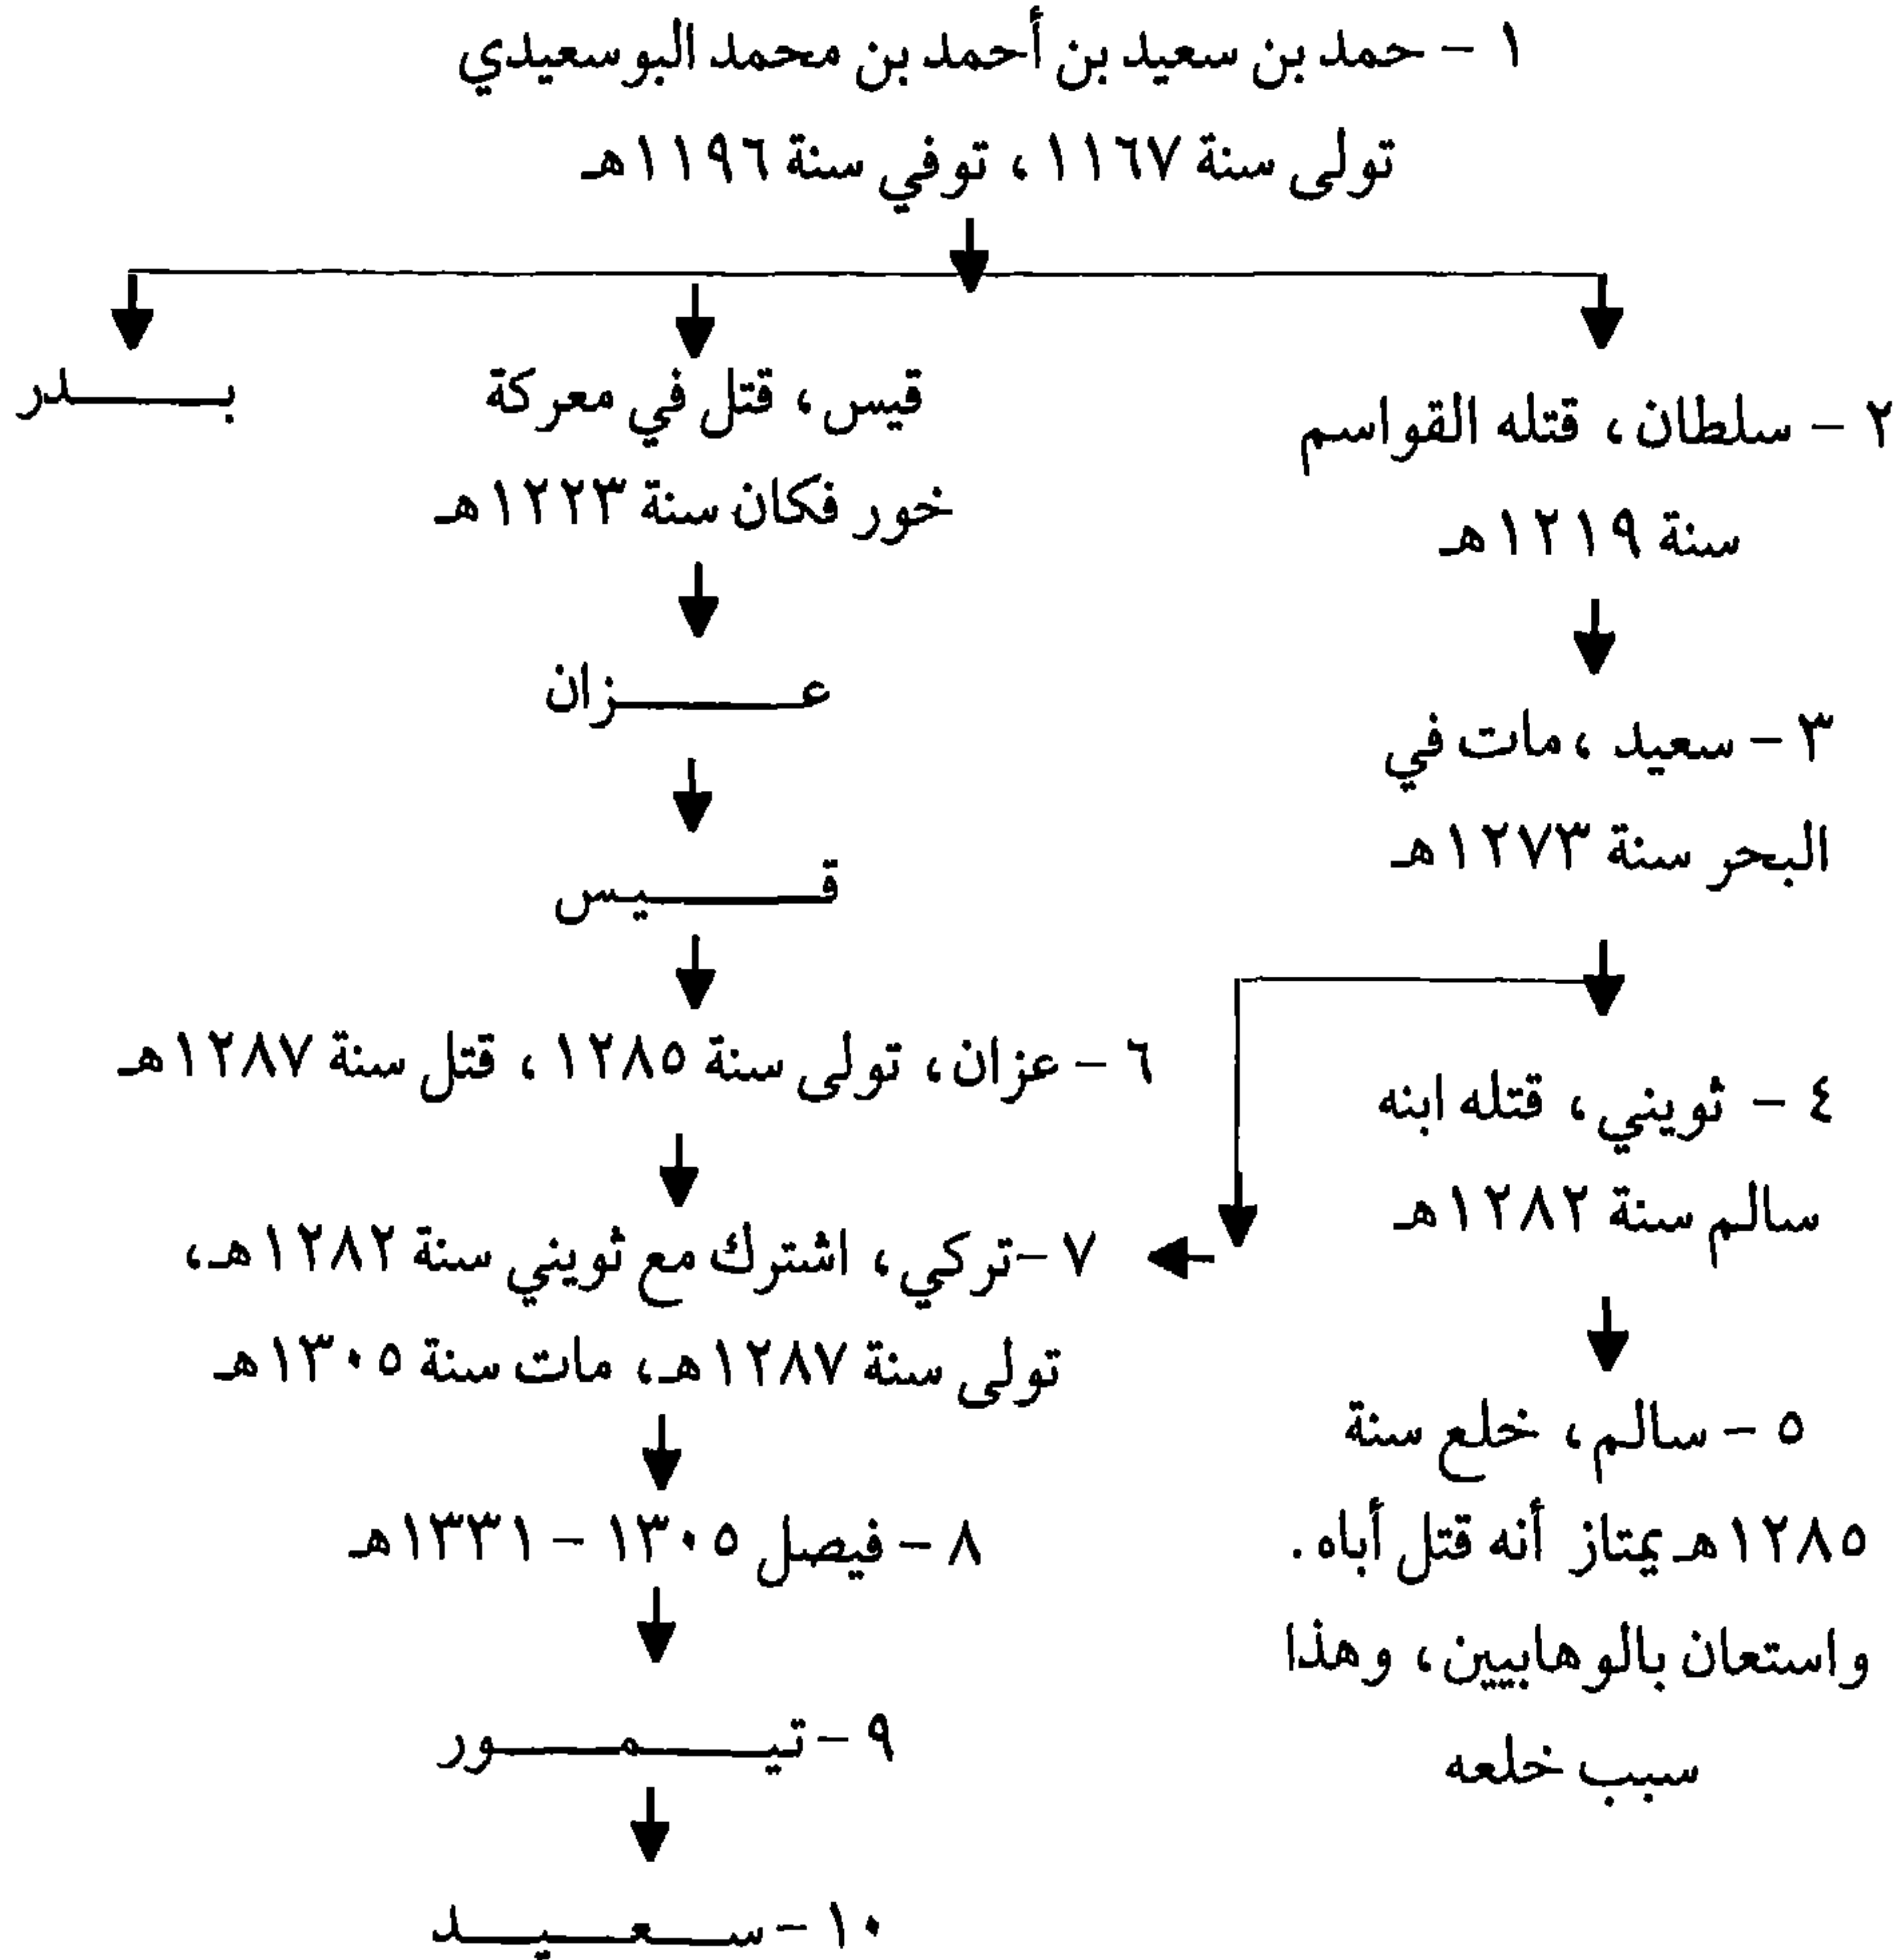 ١ - حمد بن سعيد بن أحمد بن محمد البوسعيدي
تولى سنة ١١٦٧، توفي سنة ١١٩٦هـ
٢ - سلطان، قتله القواسم
سنة ١٢١٩هـ
٣ - سعيد، مات في
البحر سنة ١٢٧٣هـ
٤ - ثويني، قتله ابنه
سالم سنة ١٢٨٢هـ
٥ - سالم، خلع سنة
١٢٨٥هـ يمتاز أنه قتل أباه.
واستعان بالوهابيين، وهذا
سبب خلعه
قيس، قتل في معركة
خور فكان سنة ١٢٢٣هـ
عـــزان
قـــيس
٦ - عزان، تولى سنة ١٢٨٥، قتل سنة ١٢٨٧هـ
٧ - تركي، اشترك مع ثويني سنة ١٢٨٢هـ،
تولى سنة ١٢٨٧هـ، مات سنة ١٣٠٥هـ
٨ - فيصل ١٣٠٥ - ١٣٣١هـ
٩ - تيـــمـــور
١٠ - ســـعـــيـــد
بـــدر